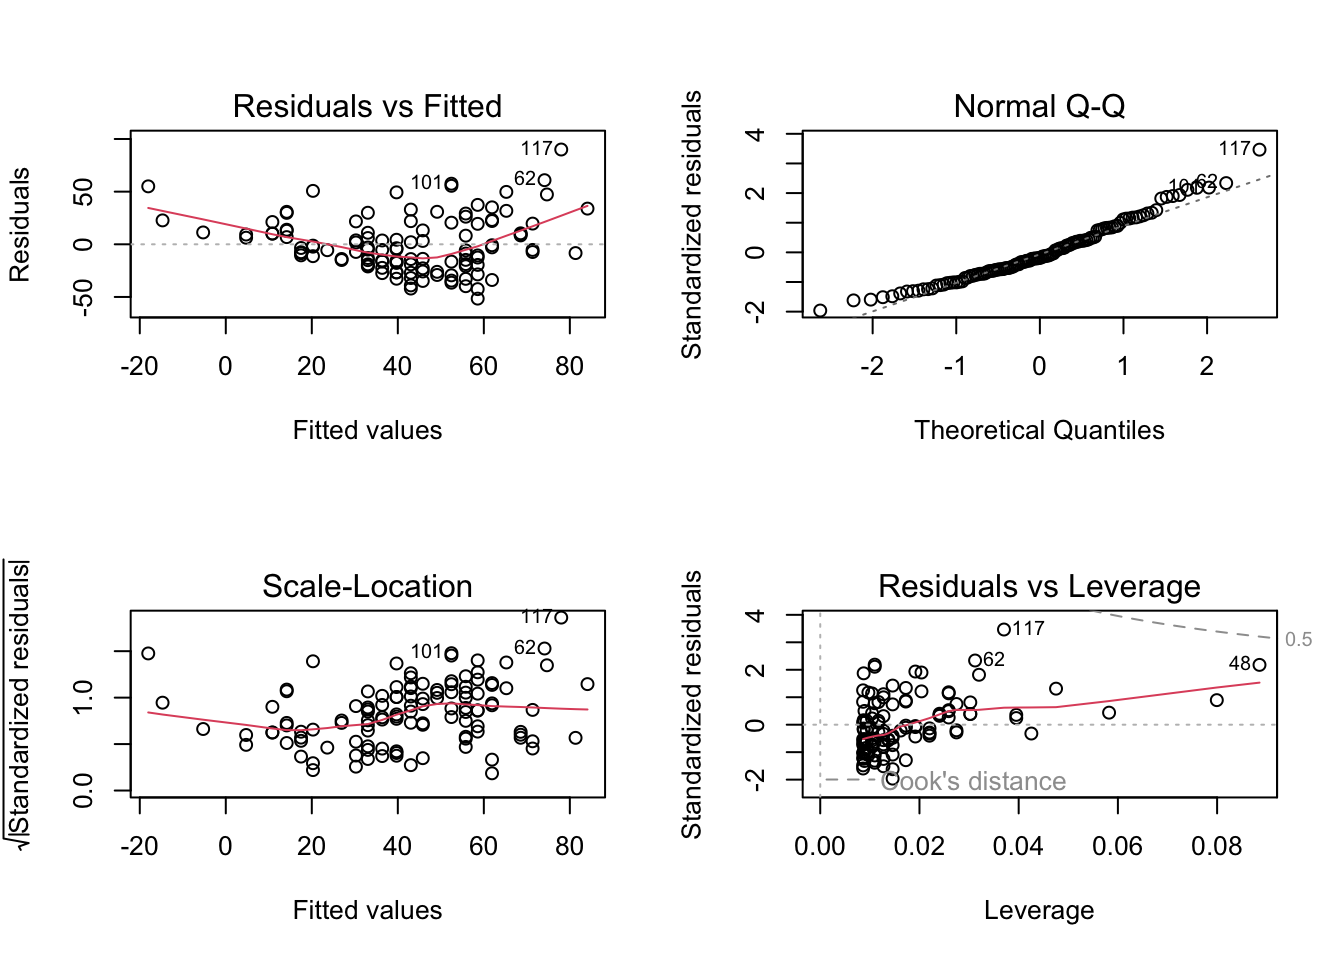 Residuals vs Fitted
Residuals
50
0
-50
117
101
62
-20 0 20 40 60 80
Fitted values
Normal Q-Q
Standardized residuals
4
2
0
-2
117
62
-2 -1 0 1 2
Theoretical Quantiles
Scale-Location
√|Standardized residuals|
1.0
0.0
117
101
62
-20 0 20 40 60 80
Fitted values
Residuals vs Leverage
Standardized residuals
4
2
0
-2
117
62
48
0.5
Cook's distance
0.00 0.02 0.04 0.06 0.08
Leverage